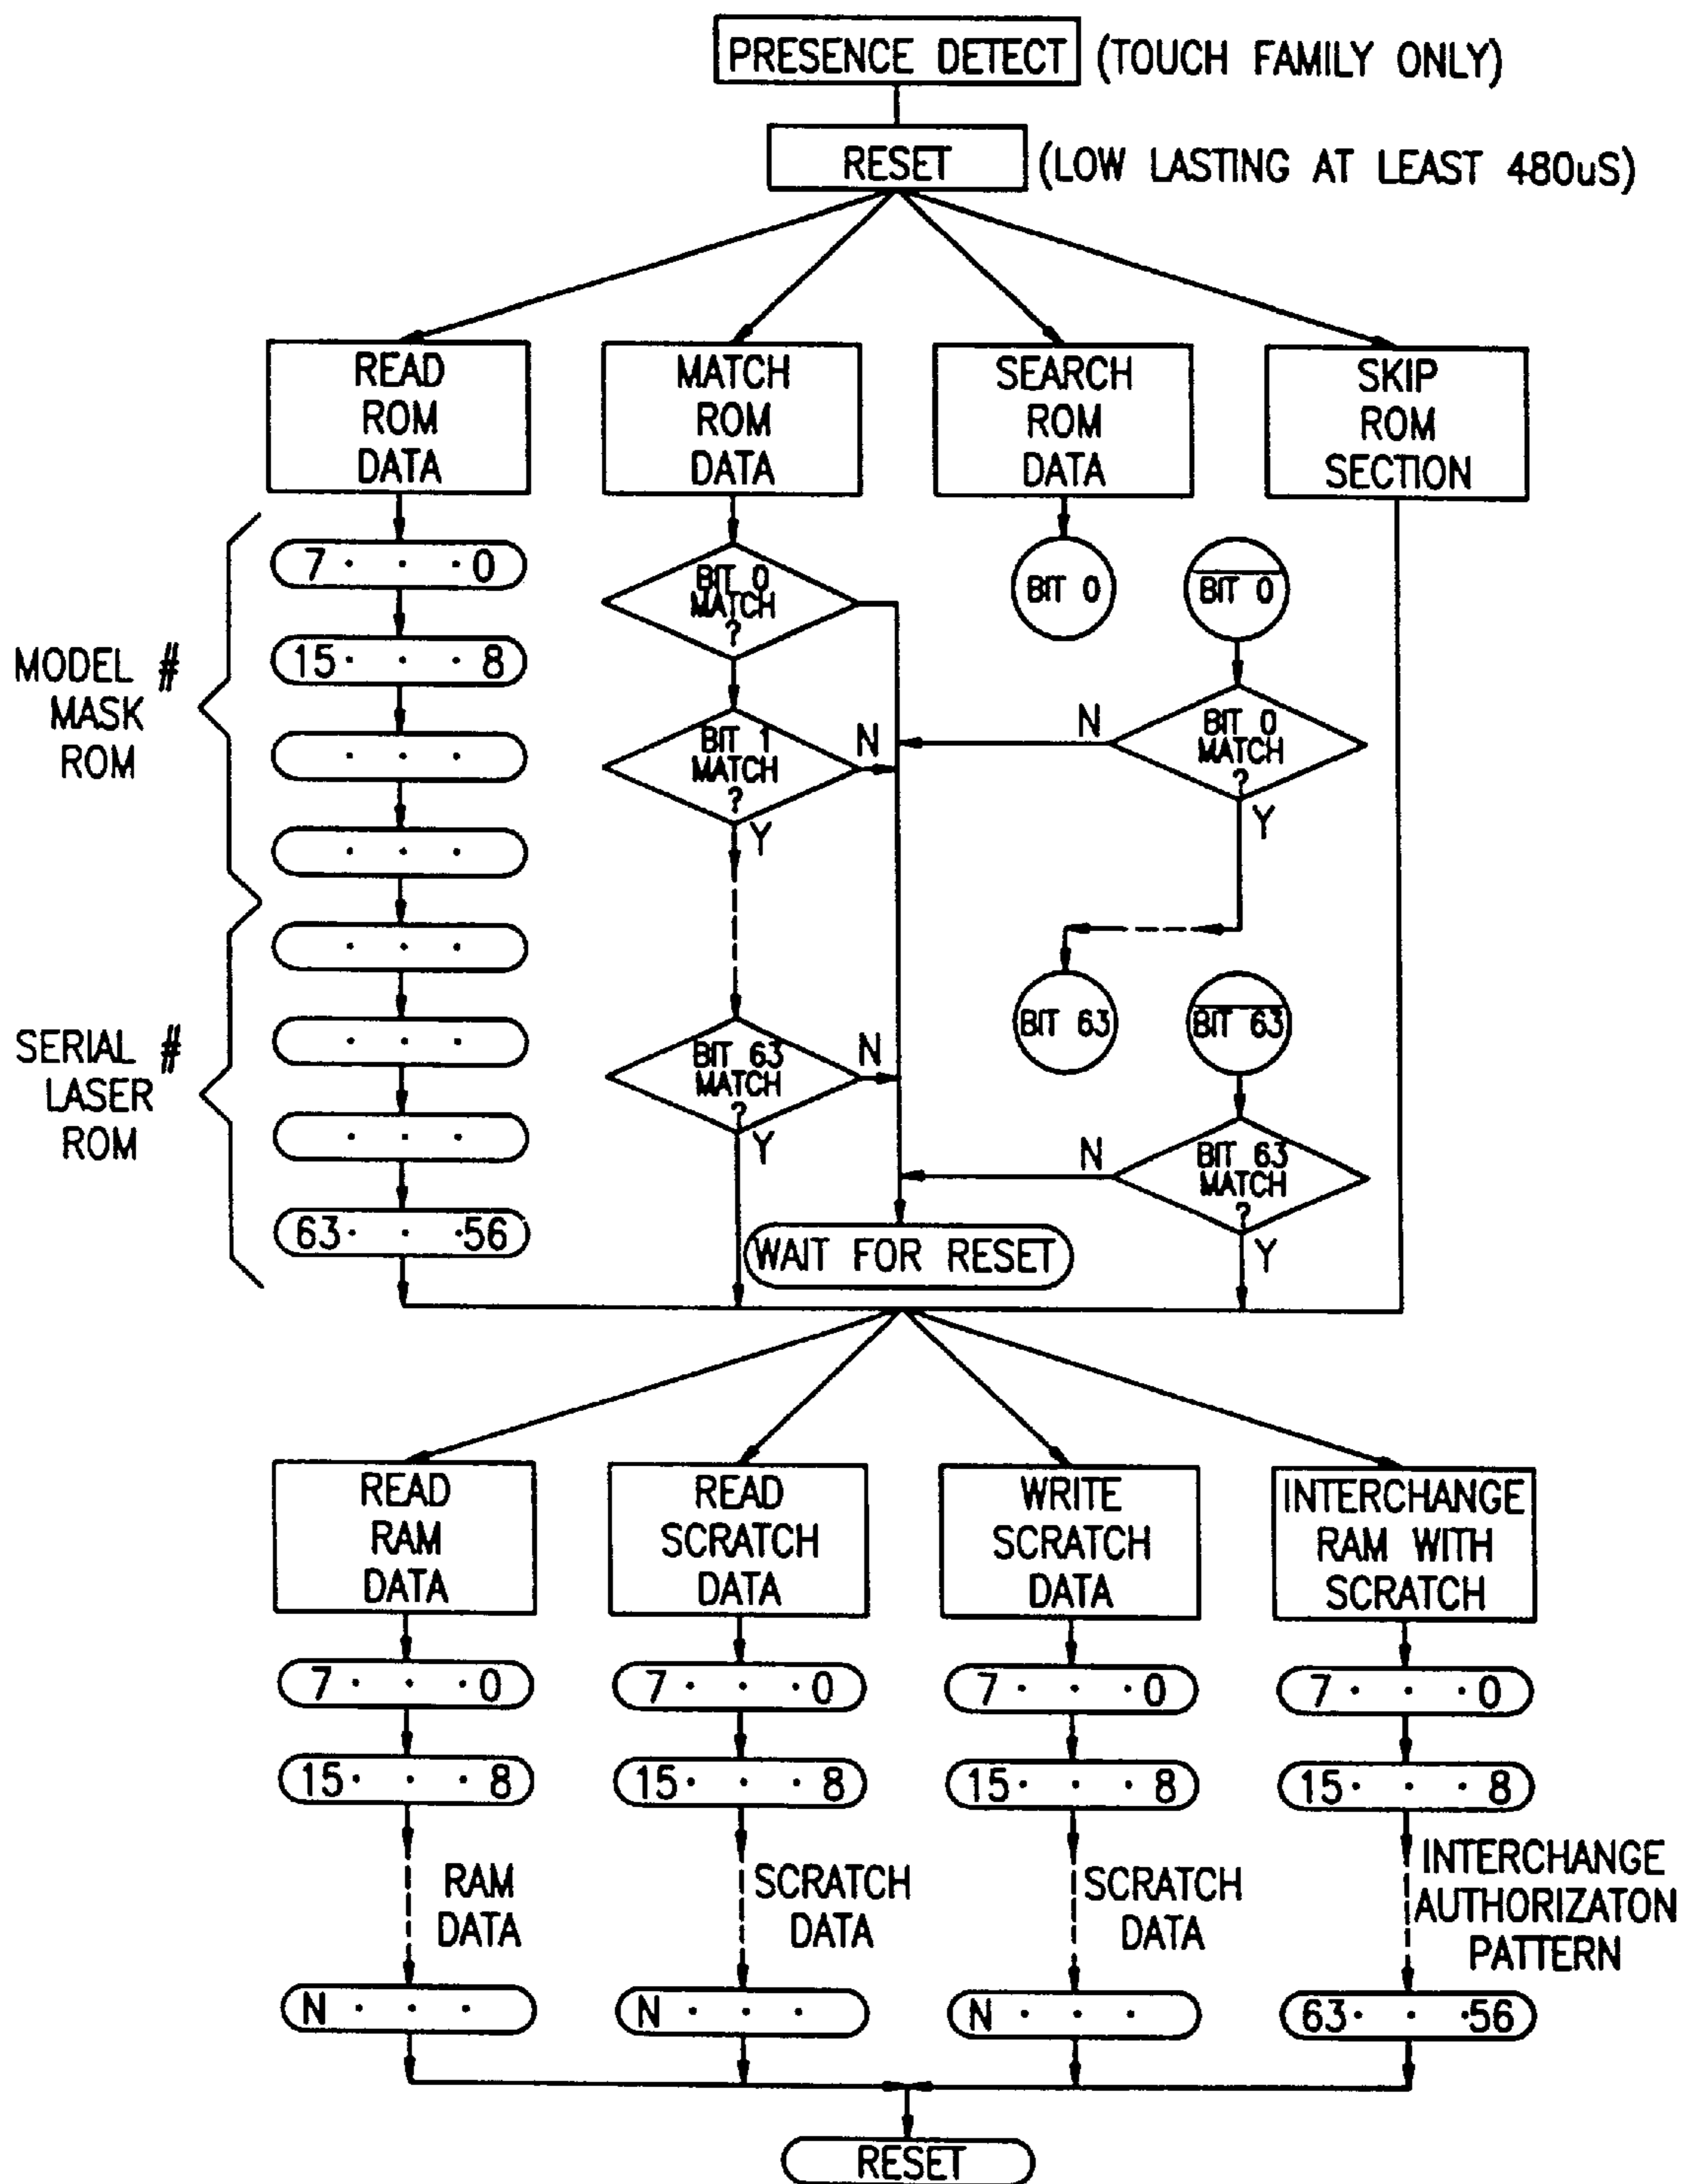 PRESENCE DETECT (TOUCH FAMILY ONLY)
RESET (LOW LASTING AT LEAST 480uS)
READ
ROM
DATA
MATCH
ROM
DATA
SEARCH
ROM
DATA
SKIP
ROM
SECTION
MODEL #
MASK
ROM
SERIAL #
LASER
ROM
7 · · · 0
15 · · · 8
· · ·
· · ·
· · ·
· · ·
· · ·
63 · · · 56
BIT 0
MATCH
?
BIT 1
MATCH
?
N
Y
BIT 63
MATCH
?
N
Y
BIT 0
BIT 0
BIT 0
MATCH
?
N
Y
BIT 63
BIT 63
BIT 63
MATCH
?
N
Y
WAIT FOR RESET
READ
RAM
DATA
READ
SCRATCH
DATA
WRITE
SCRATCH
DATA
INTERCHANGE
RAM WITH
SCRATCH
7 · · · 0
15 · · · 8
RAM
DATA
N · · ·
7 · · · 0
15 · · · 8
SCRATCH
DATA
N · · ·
7 · · · 0
15 · · · 8
SCRATCH
DATA
N · · ·
7 · · · 0
15 · · · 8
INTERCHANGE
AUTHORIZATON
PATTERN
63 · · · 56
RESET